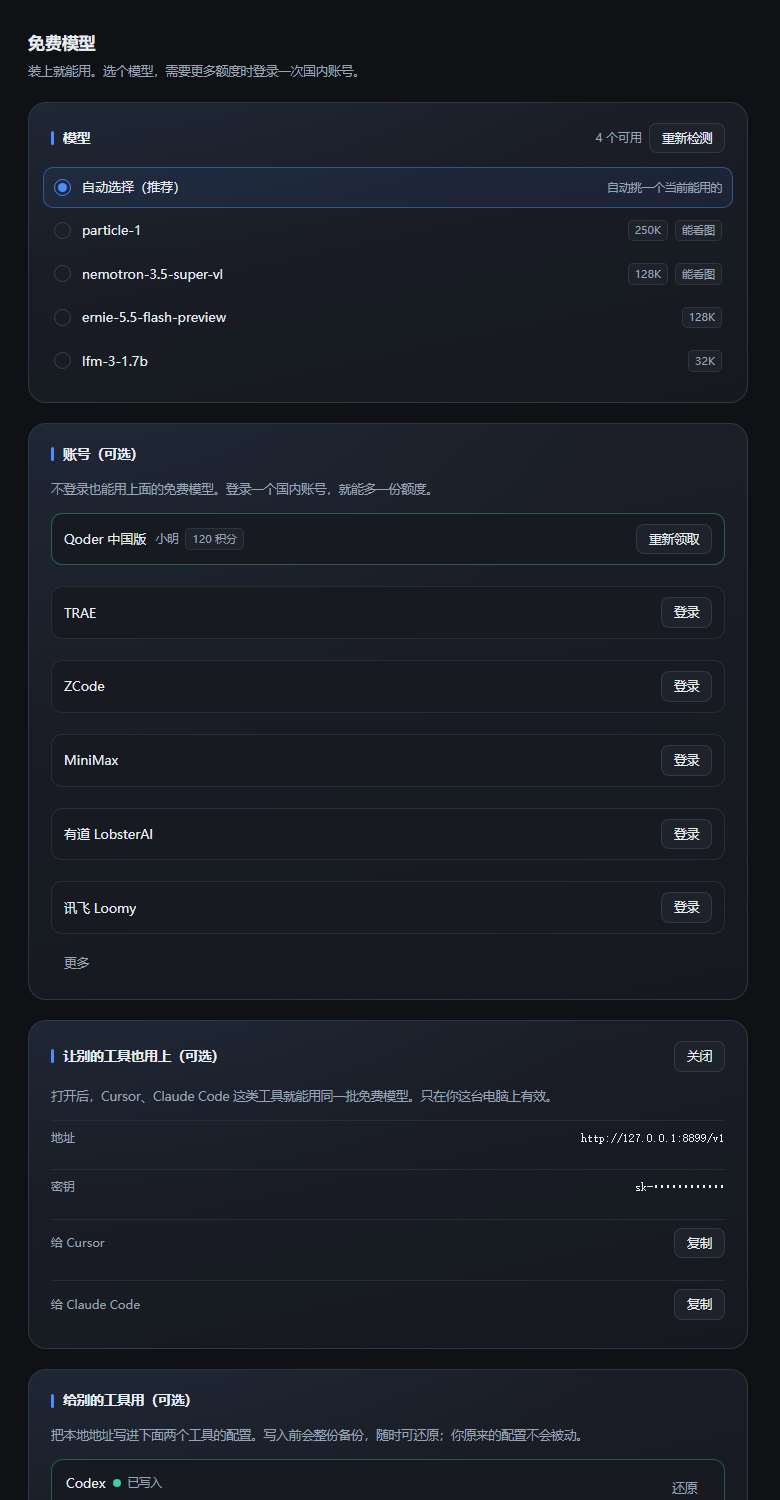 免费模型
装上就能用。选个模型，需要更多额度时登录一次国内账号。
模型
4 个可用
重新检测
自动选择（推荐）
自动挑一个当前能用的
particle-1
250K
能看图
nemotron-3.5-super-vl
128K
能看图
ernie-5.5-flash-preview
128K
lfm-3-1.7b
32K
账号（可选）
不登录也能用上面的免费模型。登录一个国内账号，就能多一份额度。
Qoder 中国版 小明 120 积分
重新领取
TRAE
登录
ZCode
登录
MiniMax
登录
有道 LobsterAI
登录
讯飞 Loomy
登录
更多
让别的工具也用上（可选）
关闭
打开后，Cursor、Claude Code 这类工具就能用同一批免费模型。只在你这台电脑上有效。
地址
http://127.0.0.1:8899/v1
密钥
sk-••••••••••••
给 Cursor
复制
给 Claude Code
复制
给别的工具用（可选）
把本地地址写进下面两个工具的配置。写入前会整份备份，随时可还原；你原来的配置不会被动。
Codex 已写入
还原